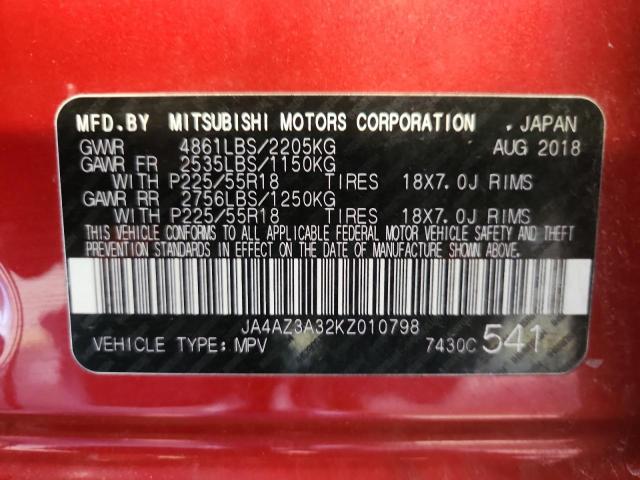 MFD.BY MITSUBISHI MOTORS CORPORATION , JAPAN
GVWR 4861LBS/2205KG AUG 2018
GAWR FR 2535LBS/1150KG
WITH P225/55R18 TIRES 18X7.0J RIMS
GAWR RR 2756LBS/1250KG
WITH P225/55R18 TIRES 18X7.0J RIMS
THIS VEHICLE CONFORMS TO ALL APPLICABLE FEDERAL MOTOR VEHICLE SAFETY AND THEFT
PREVENTION STANDARDS IN EFFECT ON THE DATE OF MANUFACTURE SHOWN ABOVE.
JA4AZ3A32KZ010798
VEHICLE TYPE: MPV 7430C 541